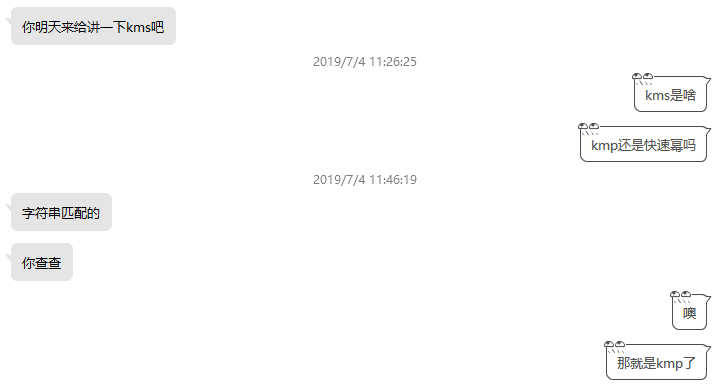 你明天来给讲一下kms吧
2019/7/4 11:26:25
kms是啥
kmp还是快速幂吗
2019/7/4 11:46:19
字符串匹配的
你查查
噢
那就是kmp了